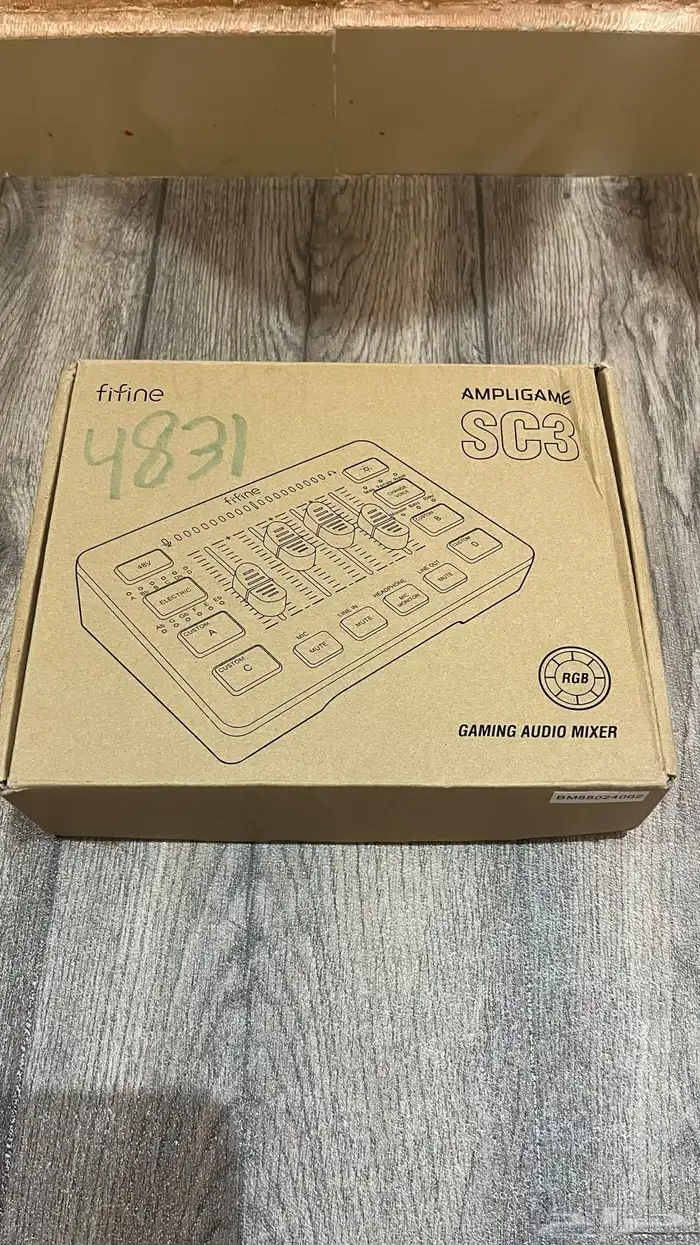 fifine
AMPLIGAME
SC3
4831
fifine
48V
ELECTRIC
CUSTOM
A
CUSTOM
C
CHANGE
VOICE
CUSTOM
B
CUSTOM
D
MIC
MUTE
LINE IN
MUTE
HEADPHONE
MIC
MONITOR
LINE OUT
MUTE
RGB
GAMING AUDIO MIXER
BM88024002